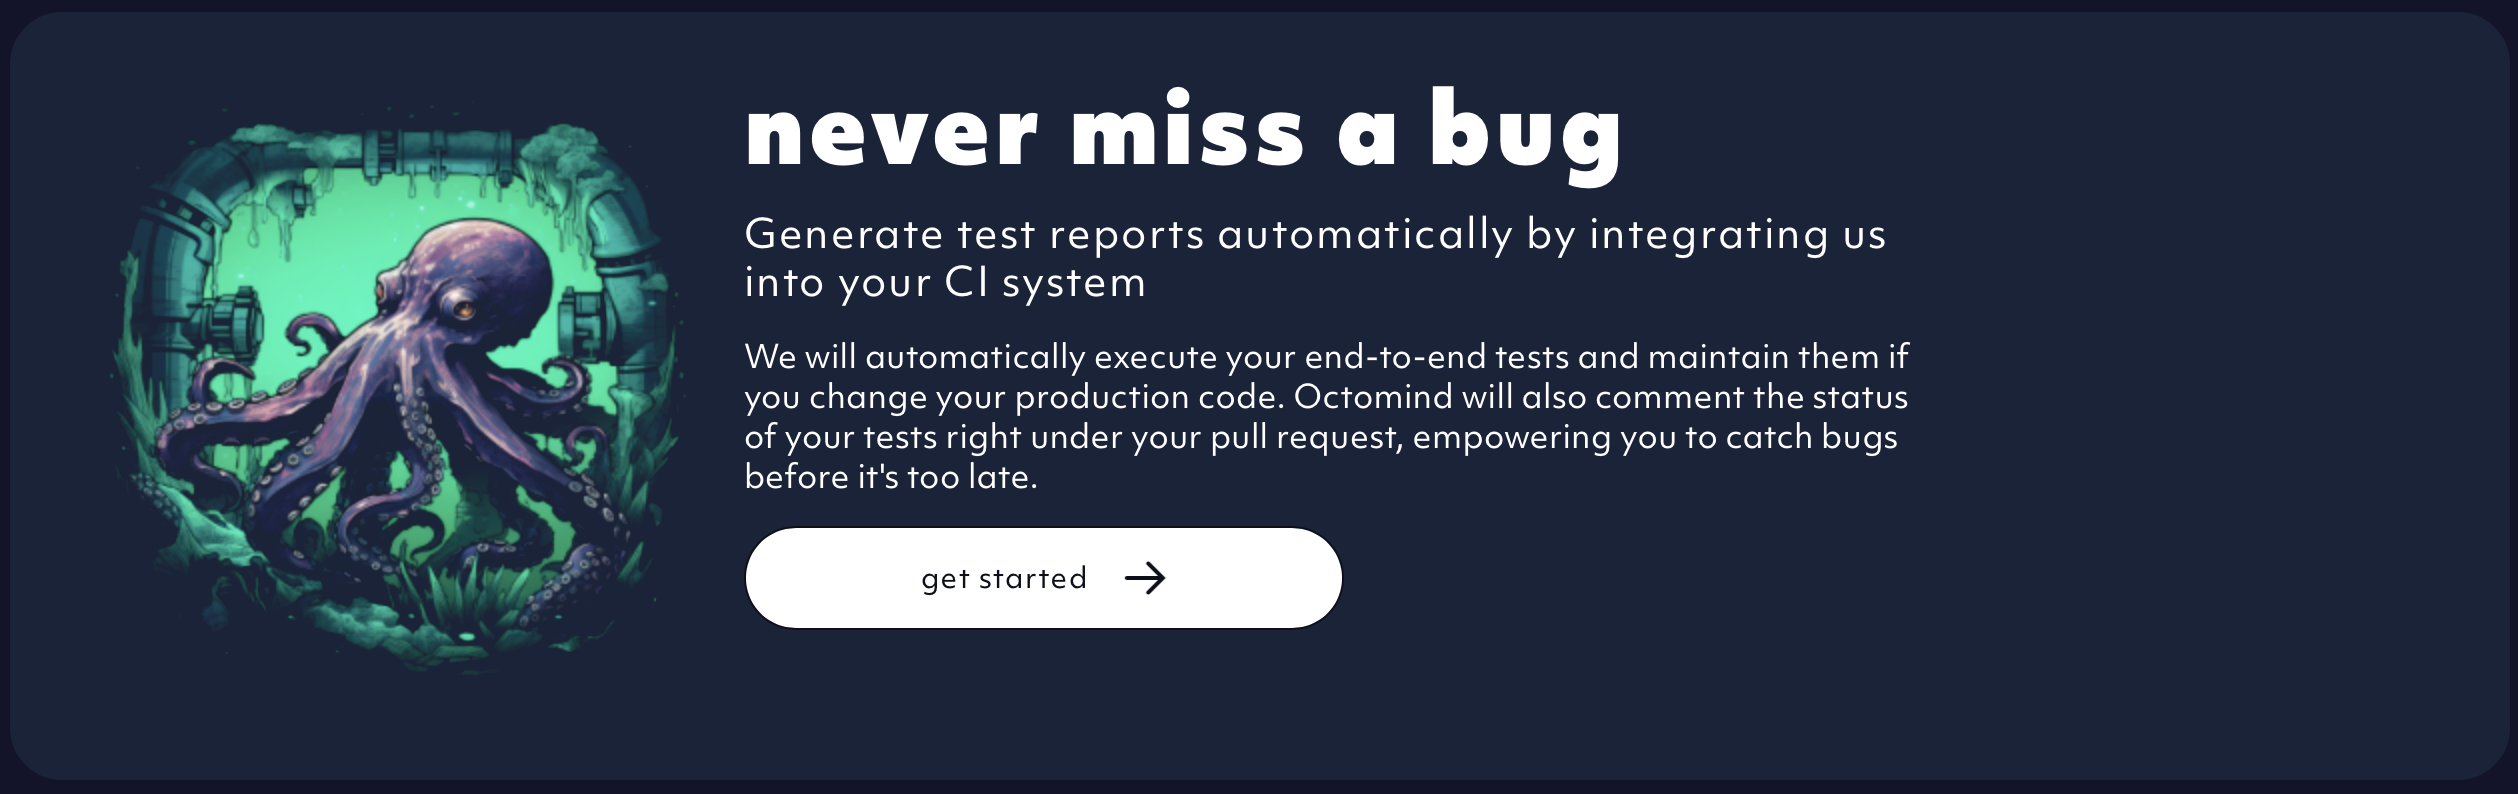 never miss a bug
Generate test reports automatically by integrating us
into your CI system
We will automatically execute your end-to-end tests and maintain them if
you change your production code. Octomind will also comment the status
of your tests right under your pull request, empowering you to catch bugs
before it's too late.
get started →